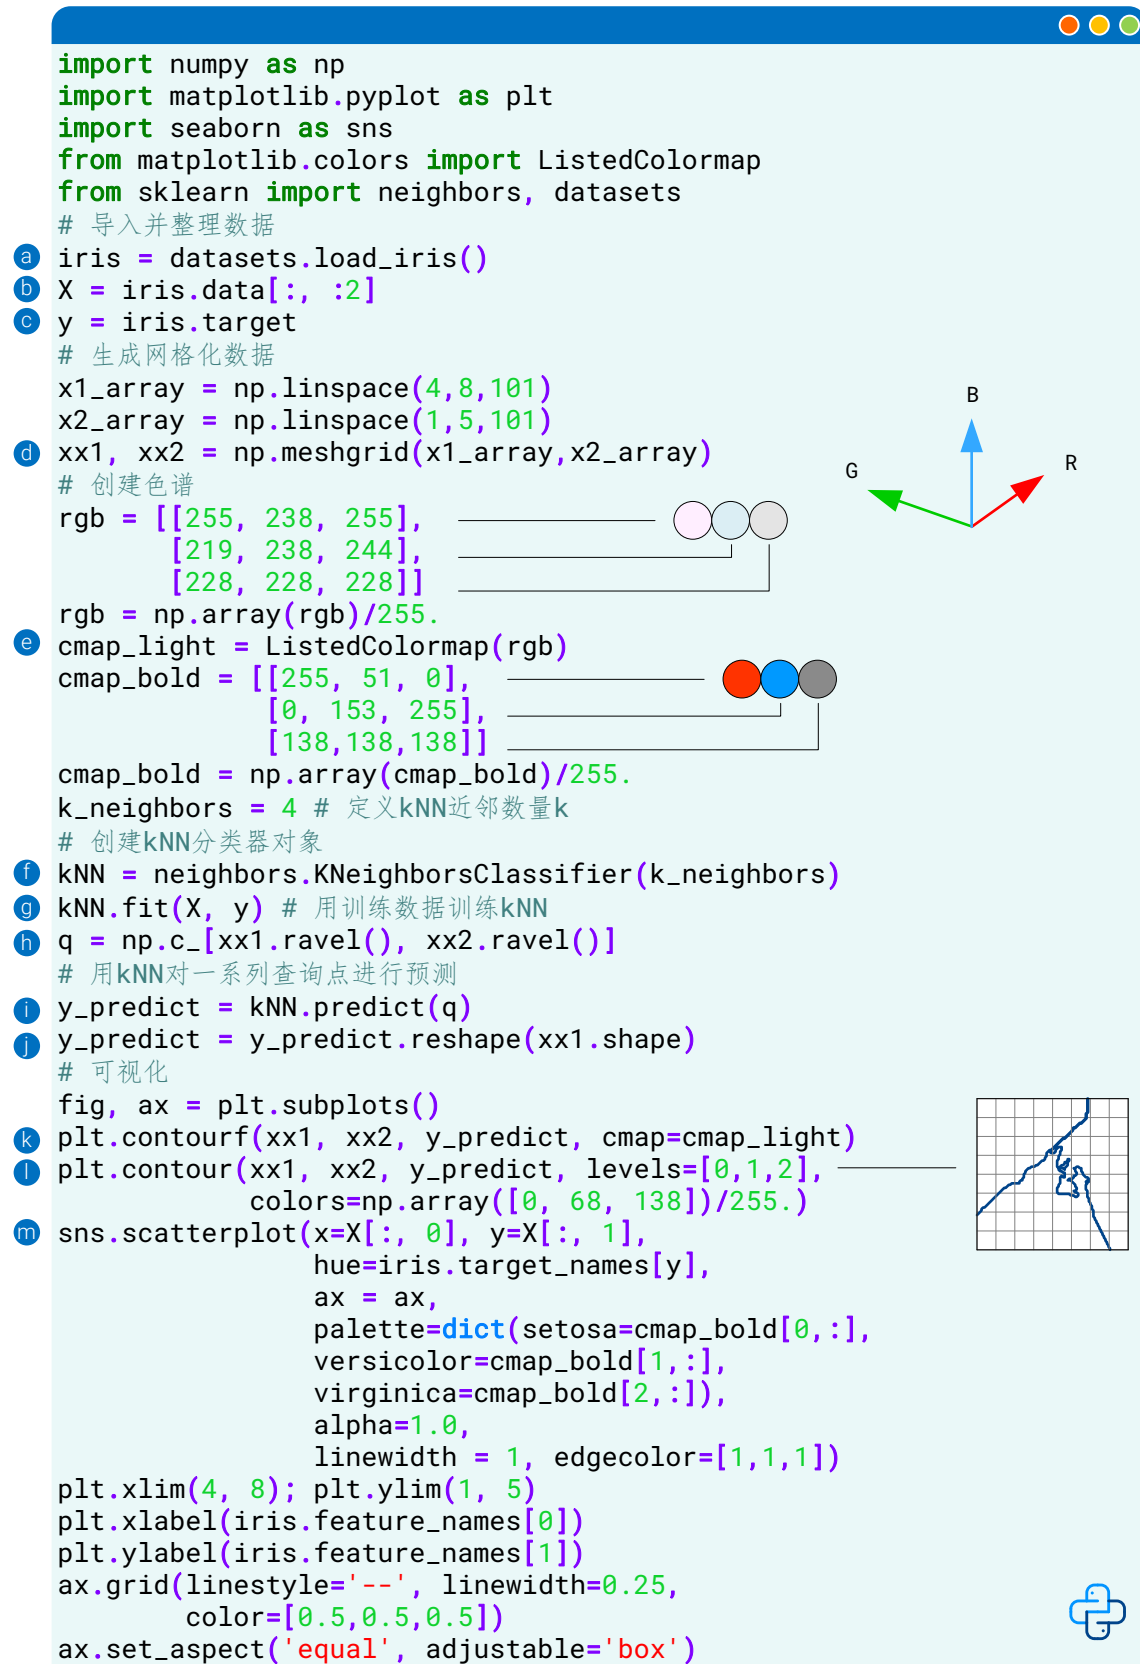 import numpy as np
import matplotlib.pyplot as plt
import seaborn as sns
from matplotlib.colors import ListedColormap
from sklearn import neighbors, datasets
# 导入并整理数据
a iris = datasets.load_iris()
b X = iris.data[:, :2]
c y = iris.target
# 生成网格化数据
x1_array = np.linspace(4,8,101)
x2_array = np.linspace(1,5,101)
d xx1, xx2 = np.meshgrid(x1_array,x2_array)
B
G
R
# 创建色谱
rgb = [[255, 238, 255],
[219, 238, 244],
[228, 228, 228]]
rgb = np.array(rgb)/255.
e cmap_light = ListedColormap(rgb)
cmap_bold = [[255, 51, 0],
[0, 153, 255],
[138,138,138]]
cmap_bold = np.array(cmap_bold)/255.
k_neighbors = 4 # 定义kNN近邻数量k
# 创建kNN分类器对象
f kNN = neighbors.KNeighborsClassifier(k_neighbors)
g kNN.fit(X, y) # 用训练数据训练kNN
h q = np.c_[xx1.ravel(), xx2.ravel()]
# 用kNN对一系列查询点进行预测
i y_predict = kNN.predict(q)
j y_predict = y_predict.reshape(xx1.shape)
# 可视化
fig, ax = plt.subplots()
k plt.contourf(xx1, xx2, y_predict, cmap=cmap_light)
l plt.contour(xx1, xx2, y_predict, levels=[0,1,2],
colors=np.array([0, 68, 138])/255.)
m sns.scatterplot(x=X[:, 0], y=X[:, 1],
hue=iris.target_names[y],
ax = ax,
palette=dict(setosa=cmap_bold[0,:],
versicolor=cmap_bold[1,:],
virginica=cmap_bold[2,:]),
alpha=1.0,
linewidth = 1, edgecolor=[1,1,1])
plt.xlim(4, 8); plt.ylim(1, 5)
plt.xlabel(iris.feature_names[0])
plt.ylabel(iris.feature_names[1])
ax.grid(linestyle='--', linewidth=0.25,
color=[0.5,0.5,0.5])
ax.set_aspect('equal', adjustable='box')